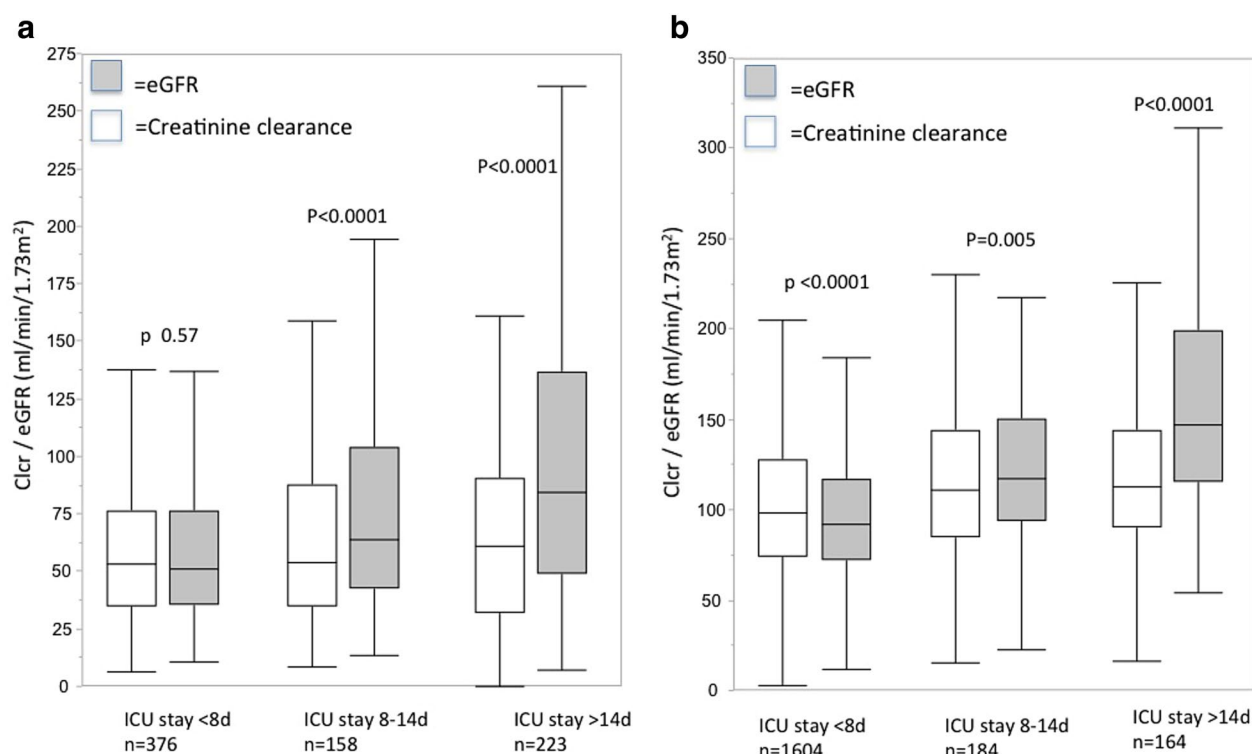 a
275
250
225
200
175
150
125
100
75
50
25
0
Clcr / eGFR (ml/min/1.73m²)
=eGFR
=Creatinine clearance
p 0.57
P<0.0001
P<0.0001
ICU stay <8d
n=376
ICU stay 8-14d
n=158
ICU stay >14d
n=223
b
350
300
250
200
150
100
50
0
Clcr / eGFR (ml/min/1.73m²)
=eGFR
=Creatinine clearance
p <0.0001
P=0.005
P<0.0001
ICU stay <8d
n=1604
ICU stay 8-14d
n=184
ICU stay >14d
n=164